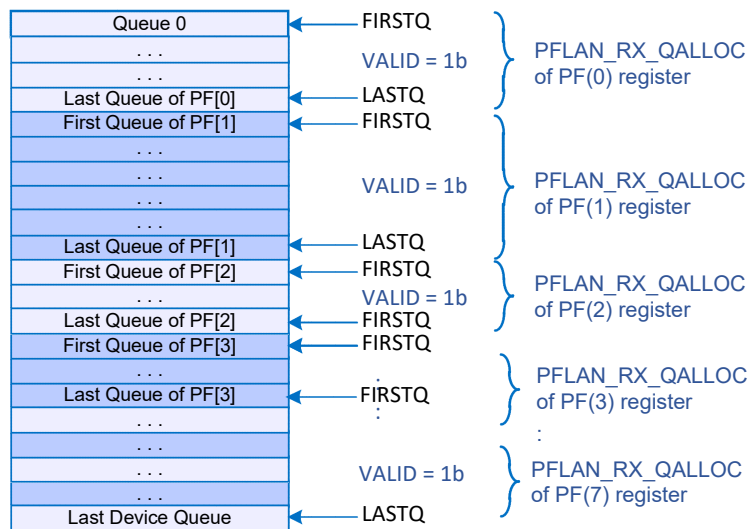 Queue 0
FIRSTQ
. . .
VALID = 1b
PFLAN_RX_QALLOC
of PF(0) register
. . .
Last Queue of PF[0]
LASTQ
First Queue of PF[1]
FIRSTQ
. . .
. . .
VALID = 1b
PFLAN_RX_QALLOC
of PF(1) register
. . .
. . .
Last Queue of PF[1]
LASTQ
First Queue of PF[2]
FIRSTQ
. . .
VALID = 1b
PFLAN_RX_QALLOC
of PF(2) register
Last Queue of PF[2]
FIRSTQ
First Queue of PF[3]
FIRSTQ
. . .
PFLAN_RX_QALLOC
of PF(3) register
Last Queue of PF[3]
FIRSTQ
:
:
. . .
. . .
:
. . .
VALID = 1b
PFLAN_RX_QALLOC
of PF(7) register
. . .
Last Device Queue
LASTQ